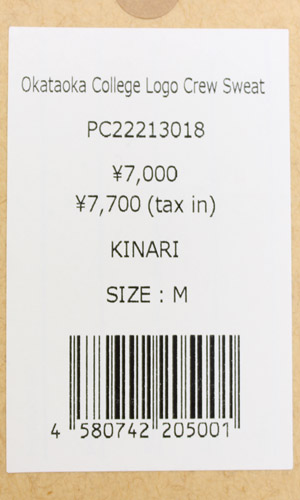 Okataoka College Logo Crew Sweat
PC22213018
¥7,000
¥7,700 (tax in)
KINARI
SIZE : M
4 580742 205001